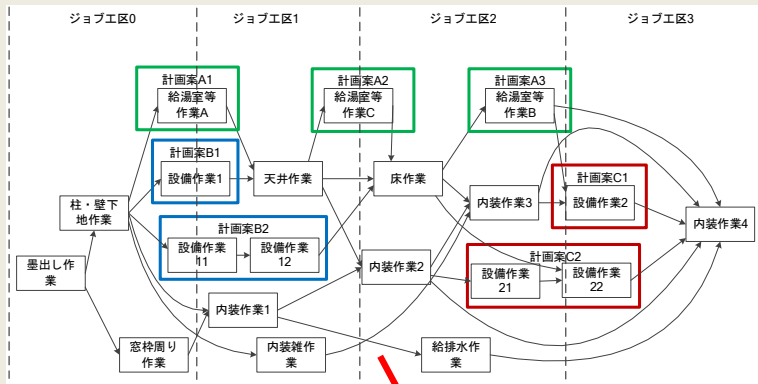 ジョブ工区0
ジョブ工区1
ジョブ工区2
ジョブ工区3
計画案A1
給湯室等
作業A
計画案A2
給湯室等
作業C
計画案A3
給湯室等
作業B
計画案B1
設備作業1
天井作業
床作業
計画案C1
設備作業2
柱・壁下
地作業
内装作業3
内装作業4
計画案B2
設備作業
11
設備作業
12
計画案C2
設備作業
21
設備作業
22
墨出し作
業
内装作業2
内装作業1
窓枠周り
作業
内装雑作
業
給排水作
業